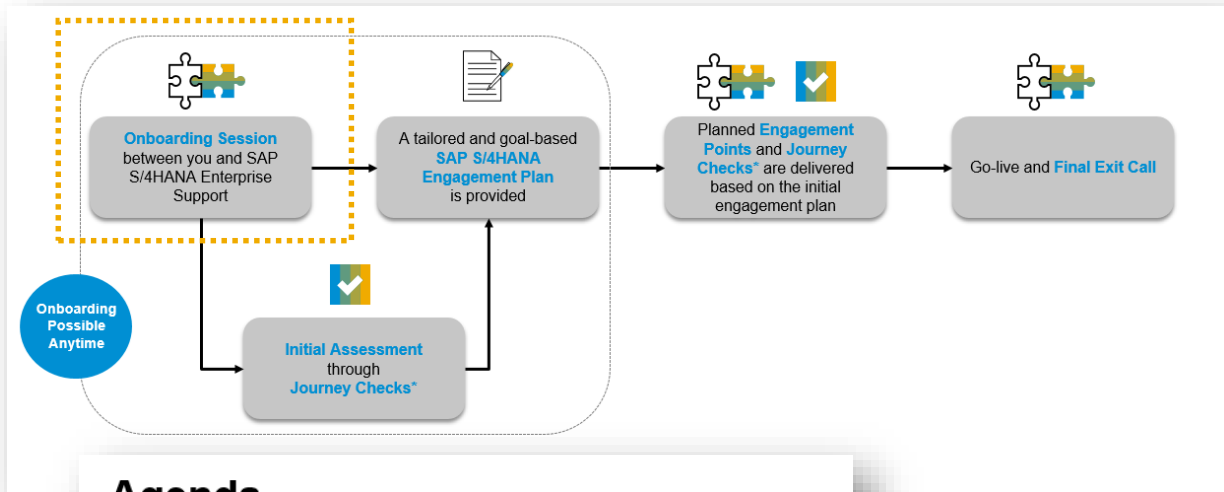 Onboarding Session
between you and SAP
S/4HANA Enterprise
Support
A tailored and goal-based
SAP S/4HANA
Engagement Plan
is provided
Planned Engagement
Points and Journey
Checks* are delivered
based on the initial
engagement plan
Go-live and Final Exit Call
Onboarding
Possible
Anytime
Initial Assessment
through
Journey Checks*
Agenda